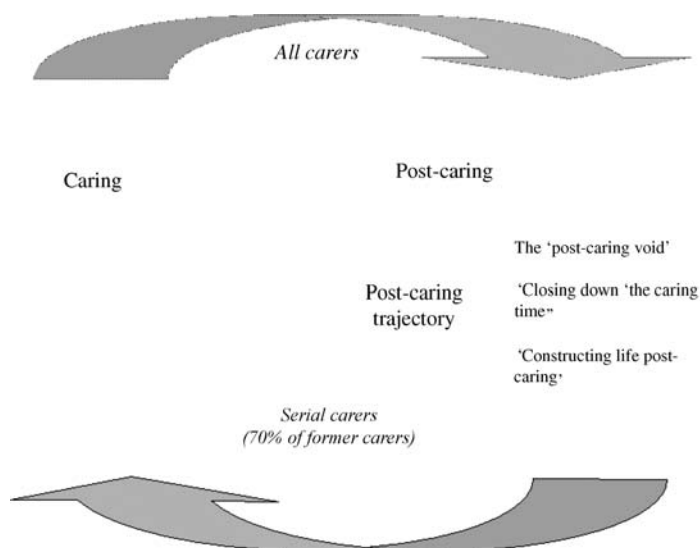 All carers
Caring
Post-caring
The ‘post-caring void’
Post-caring
trajectory
‘Closing down ‘the caring
time’’
‘Constructing life post-
caring’
Serial carers
(70% of former carers)